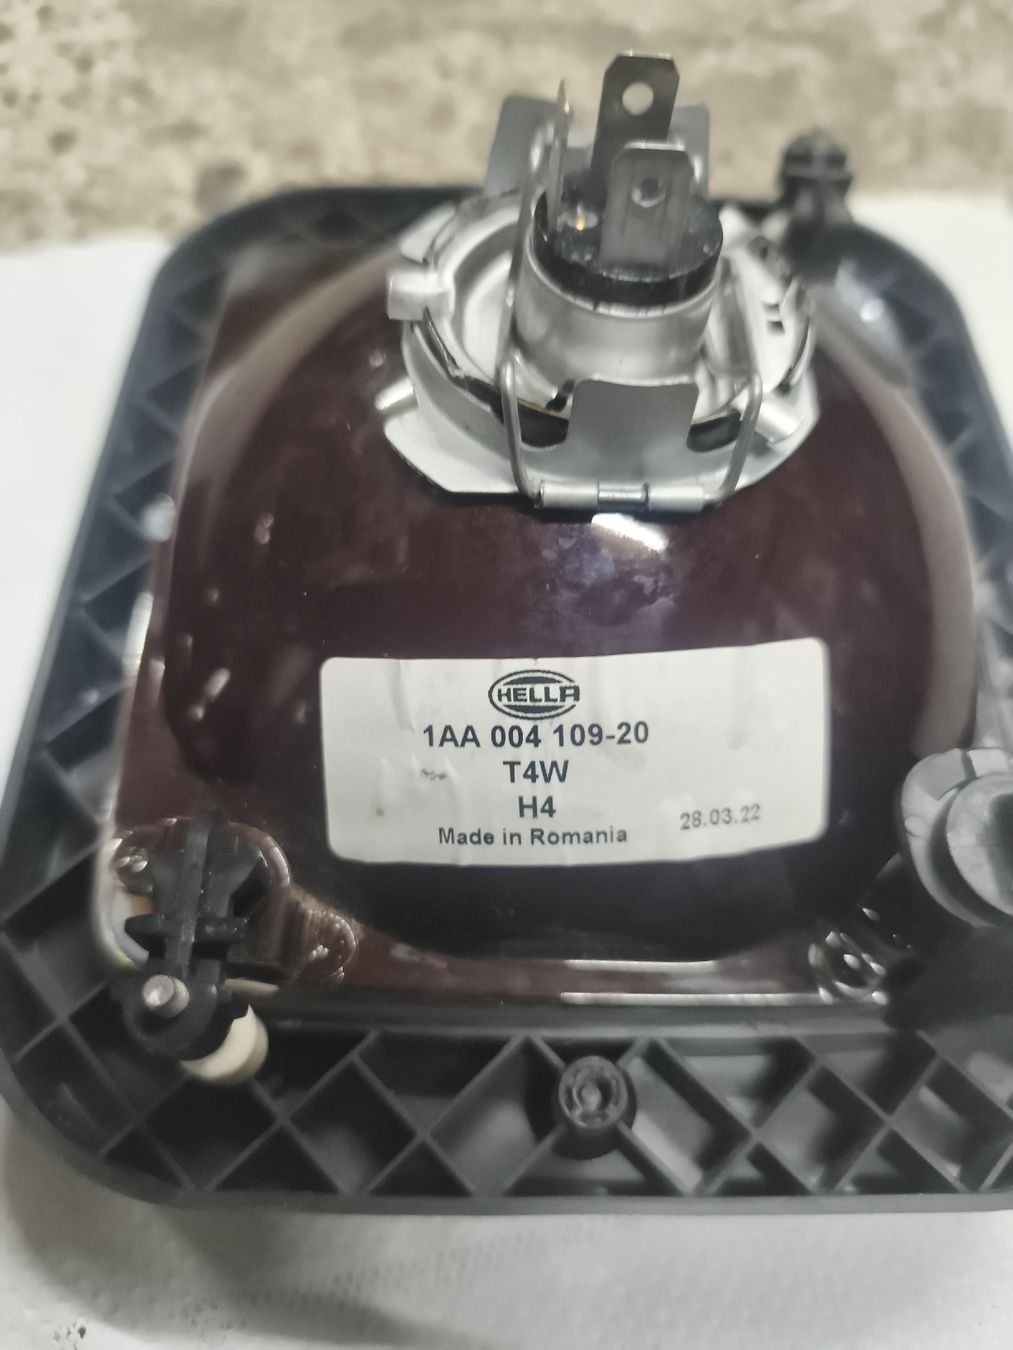 HELLA
1AA 004 109-20
T4W
H4
Made in Romania
28.03.22